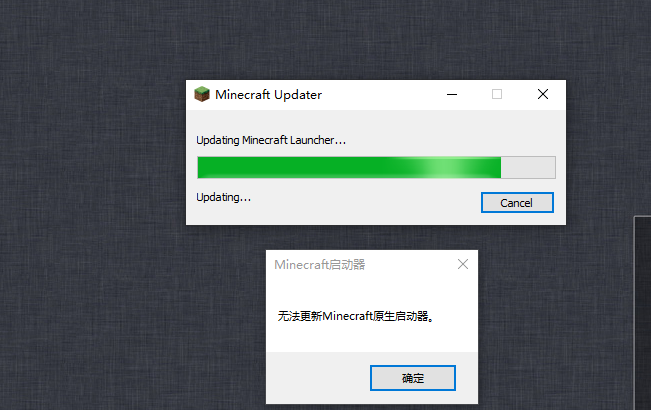 Minecraft Updater
Updating Minecraft Launcher...
Updating...
Cancel
Minecraft启动器
无法更新Minecraft原生启动器。
确定